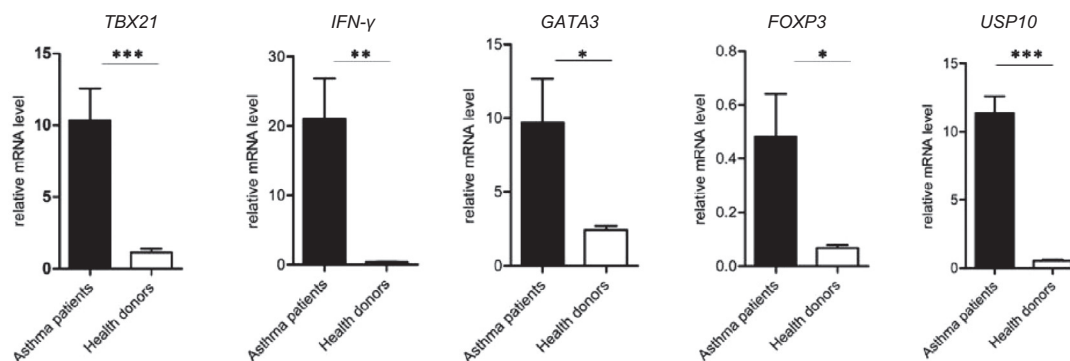 TBX21
relative mRNA level
15
10
5
0
***
Asthma patients
Health donors
IFN-γ
relative mRNA level
30
20
10
0
**
Asthma patients
Health donors
GATA3
relative mRNA level
15
10
5
0
*
Asthma patients
Health donors
FOXP3
relative mRNA level
0.8
0.6
0.4
0.2
0.0
*
Asthma patients
Health donors
USP10
relative mRNA level
15
10
5
0
***
Asthma patients
Health donors